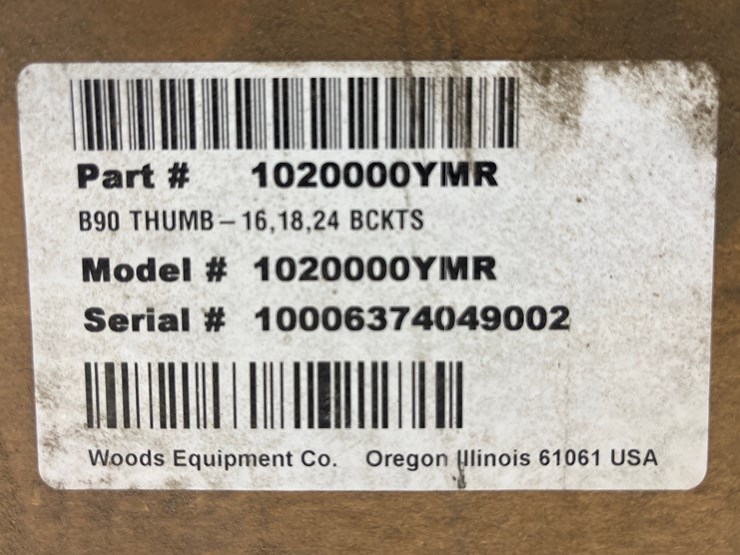 Part # 1020000YMR
B90 THUMB – 16,18,24 BCKTS
Model # 1020000YMR
Serial # 10006374049002
Woods Equipment Co. Oregon Illinois 61061 USA